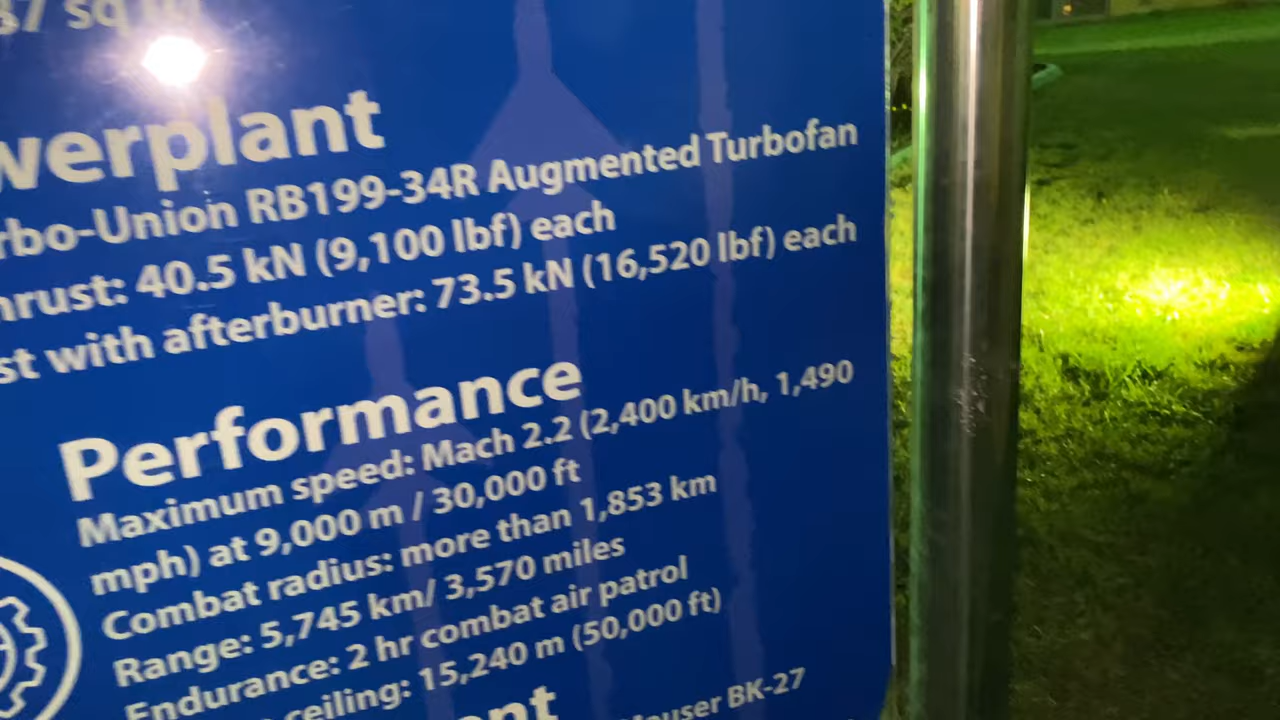 87 sq m
werplant
rbo-Union RB199-34R Augmented Turbofan
hrust: 40.5 kN (9,100 lbf) each
st with afterburner: 73.5 kN (16,520 lbf) each
Performance
Maximum speed: Mach 2.2 (2,400 km/h, 1,490
mph) at 9,000 m / 30,000 ft
Combat radius: more than 1,853 km
Range: 5,745 km/ 3,570 miles
Endurance: 2 hr combat air patrol
ceiling: 15,240 m (50,000 ft)
ent
Mauser BK-27